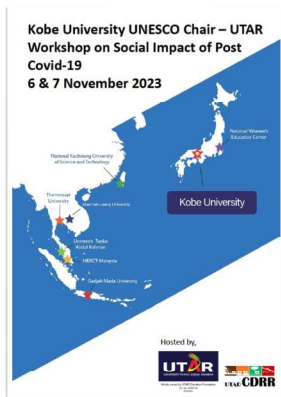 Kobe University UNESCO Chair – UTAR
Workshop on Social Impact of Post
Covid-19
6 & 7 November 2023
National Women's
Education Center
National Kaohsiung University
of Science and Technology
Thammasat
University
Mae Fah Luang University
Kobe University
Universiti Tunku
Abdul Rahman
MERCY Malaysia
Gadjah Mada University
Hosted by,
UTAR
UTAR CDRR